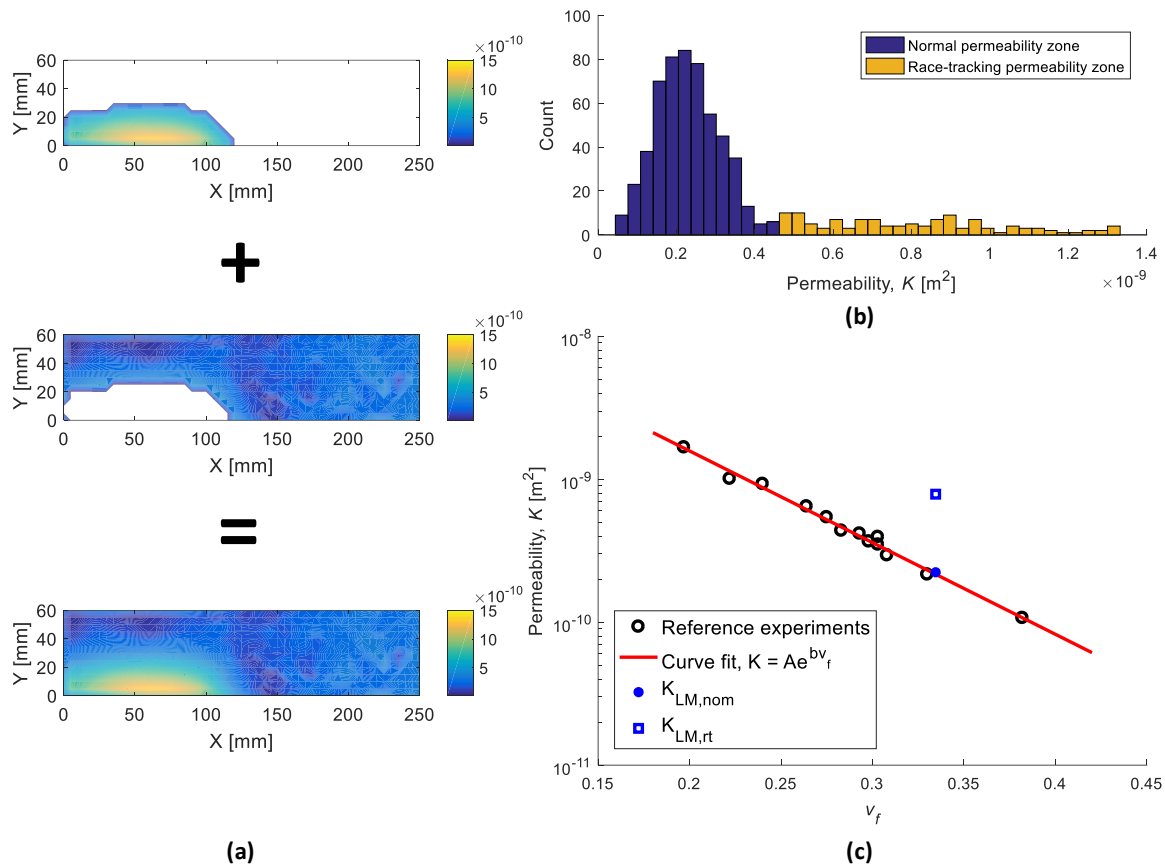 ×10⁻¹⁰
60
40
20
0
Y [mm]
15
10
5
0 50 100 150 200 250
X [mm]
+
×10⁻¹⁰
60
40
20
0
Y [mm]
15
10
5
0 50 100 150 200 250
X [mm]
=
×10⁻¹⁰
60
40
20
0
Y [mm]
15
10
5
0 50 100 150 200 250
X [mm]
(a)
100
80
60
40
20
0
Count
Normal permeability zone
Race-tracking permeability zone
0 0.2 0.4 0.6 0.8 1 1.2 1.4
Permeability, K [m²]
× 10⁻⁹
(b)
10⁻⁸
10⁻⁹
10⁻¹⁰
10⁻¹¹
Permeability, K [m²]
Reference experiments
Curve fit, K = Ae^{bv_f}
K_{LM,nom}
K_{LM,rt}
0.15 0.2 0.25 0.3 0.35 0.4 0.45
v_f
(c)